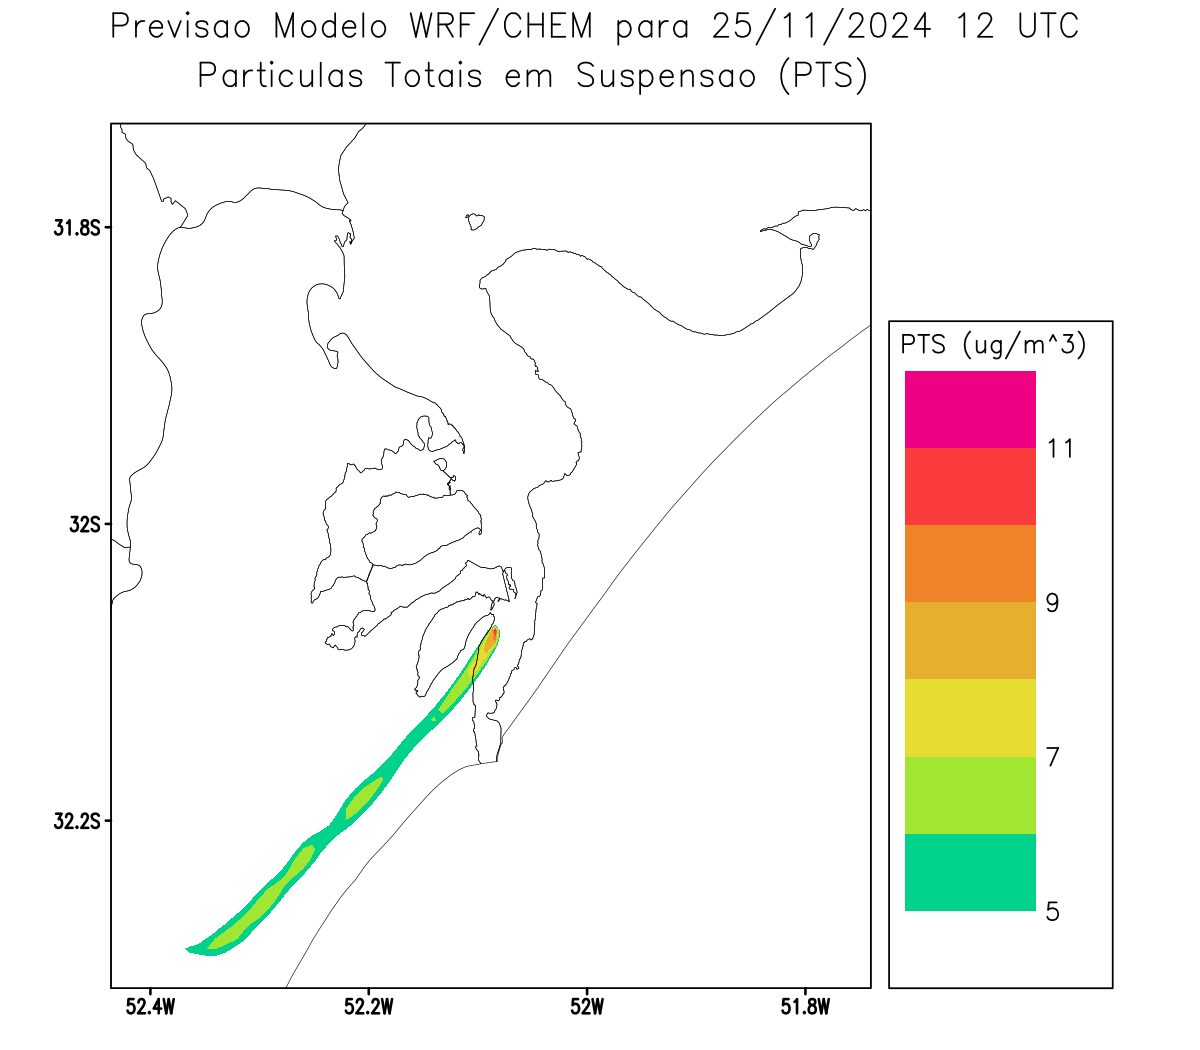 Previsao Modelo WRF/CHEM para 25/11/2024 12 UTC
Particulas Totais em Suspensao (PTS)
31.8S
32S
32.2S
52.4W
52.2W
52W
51.8W
PTS (ug/m^3)
11
9
7
5